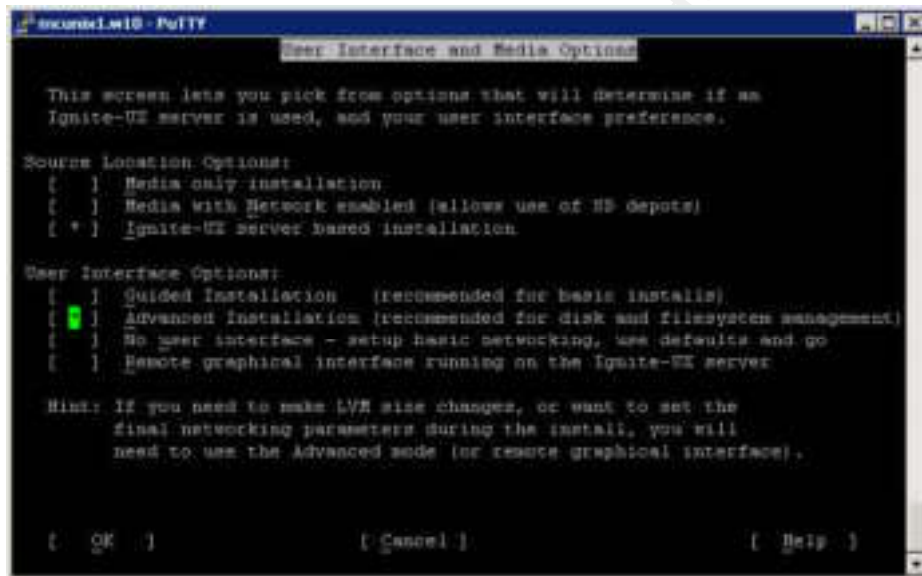 mcunix1.w10 - PuTTY
User Interface and Media Options
This screen lets you pick from options that will determine if an
Ignite-UX server is used, and your user interface preference.
Source Location Options:
[   ] Media only installation
[   ] Media with Network enabled (allows use of SD depots)
[ * ] Ignite-UX server based installation
User Interface Options:
[   ] Guided Installation   (recommended for basic installs)
[ * ] Advanced Installation (recommended for disk and filesystem management)
[   ] No user interface - setup basic networking, use defaults and go
[   ] Remote graphical interface running on the Ignite-UX server
Hint: If you need to make LVM size changes, or want to set the
final networking parameters during the install, you will
need to use the Advanced mode (or remote graphical interface).
[   OK   ] [ Cancel ] [   Help   ]